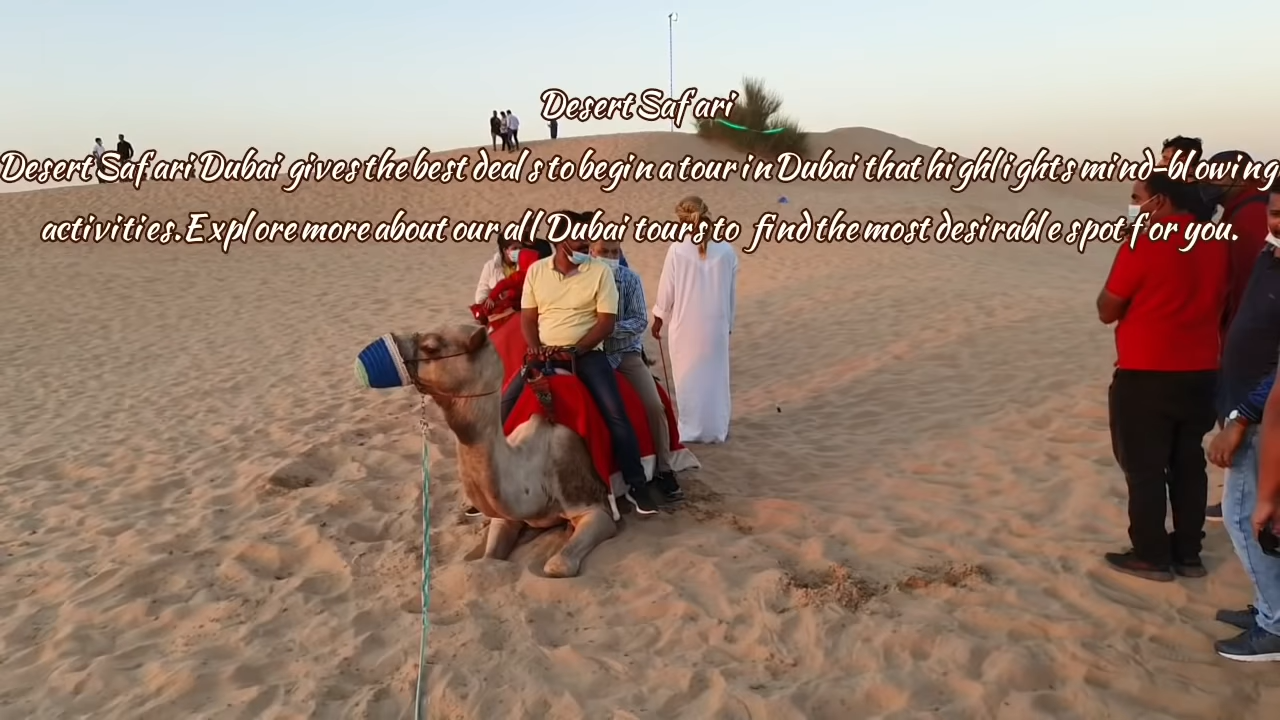 Desert Safari
Desert Safari Dubai gives the best deals to begin a tour in Dubai that highlights mind-blowing
activities. Explore more about our all Dubai tours to find the most desirable spot for you.